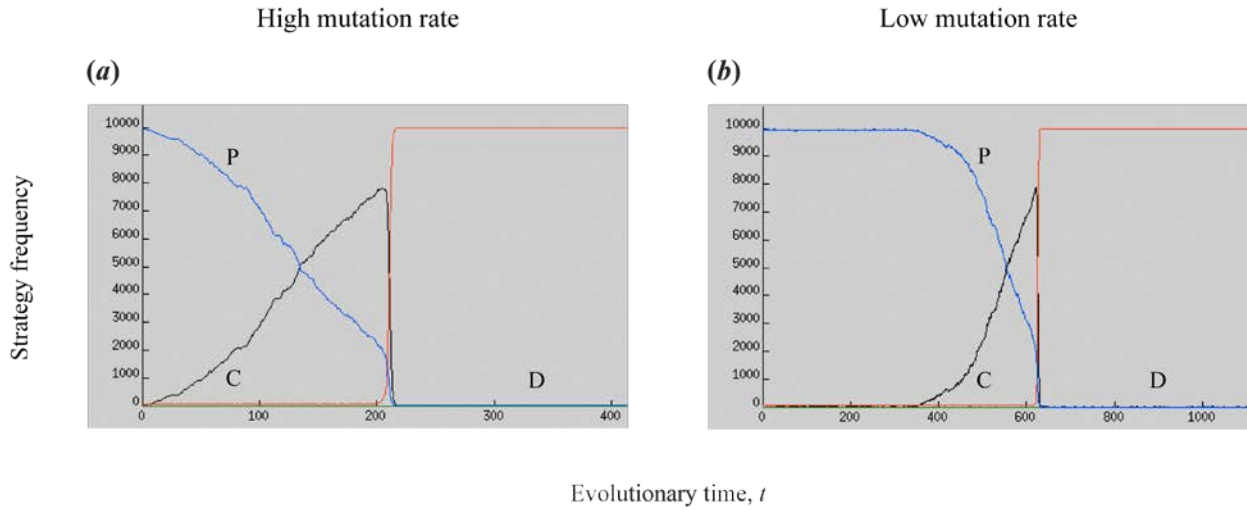 High mutation rate
Low mutation rate
(a)
(b)
Strategy frequency
10000
9000
8000
7000
6000
5000
4000
3000
2000
1000
0
P
C
D
0 100 200 300 400
10000
9000
8000
7000
6000
5000
4000
3000
2000
1000
0
P
C
D
0 200 400 600 800 1000
Evolutionary time, t